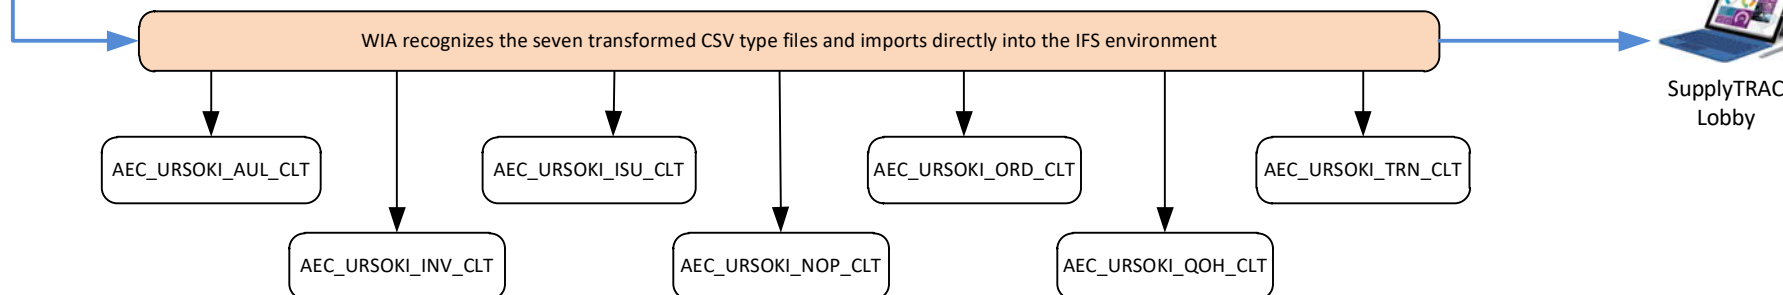 WIA recognizes the seven transformed CSV type files and imports directly into the IFS environment
SupplyTRAC
Lobby
AEC_URSOKI_AUL_CLT
AEC_URSOKI_ISU_CLT
AEC_URSOKI_ORD_CLT
AEC_URSOKI_TRN_CLT
AEC_URSOKI_INV_CLT
AEC_URSOKI_NOP_CLT
AEC_URSOKI_QOH_CLT